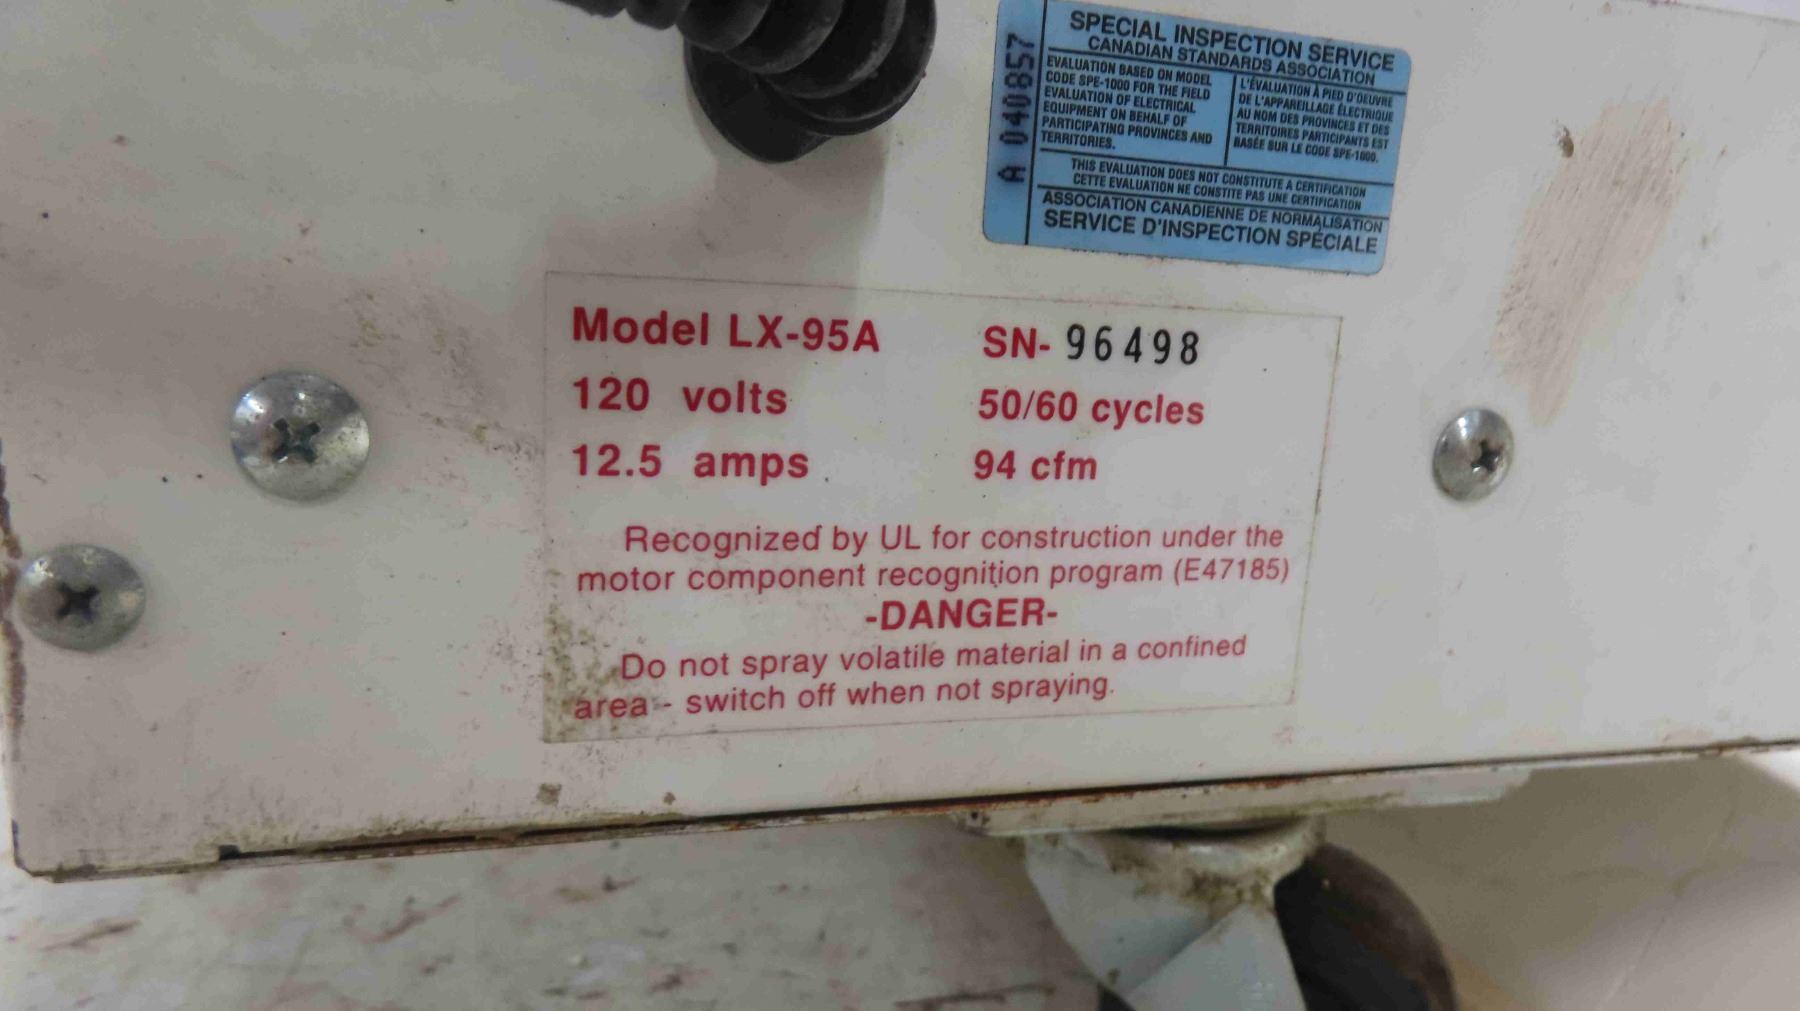 A 040857
SPECIAL INSPECTION SERVICE
CANADIAN STANDARDS ASSOCIATION
EVALUATION BASED ON MODEL
CODE SPE-1000 FOR THE FIELD
EVALUATION OF ELECTRICAL
EQUIPMENT ON BEHALF OF
PARTICIPATING PROVINCES AND
TERRITORIES.
L'ÉVALUATION À PIED D'OEUVRE
DE L'APPAREILLAGE ÉLECTRIQUE
AU NOM DES PROVINCES ET DES
TERRITOIRES PARTICIPANTS EST
BASÉE SUR LE CODE SPE-1000.
THIS EVALUATION DOES NOT CONSTITUTE A CERTIFICATION
CETTE EVALUATION NE CONSTITE PAS UNE CERTIFICATION
ASSOCIATION CANADIENNE DE NORMALISATION
SERVICE D'INSPECTION SPÉCIALE
Model LX-95A SN- 96498
120 volts 50/60 cycles
12.5 amps 94 cfm
Recognized by UL for construction under the
motor component recognition program (E47185)
-DANGER-
Do not spray volatile material in a confined
area - switch off when not spraying.